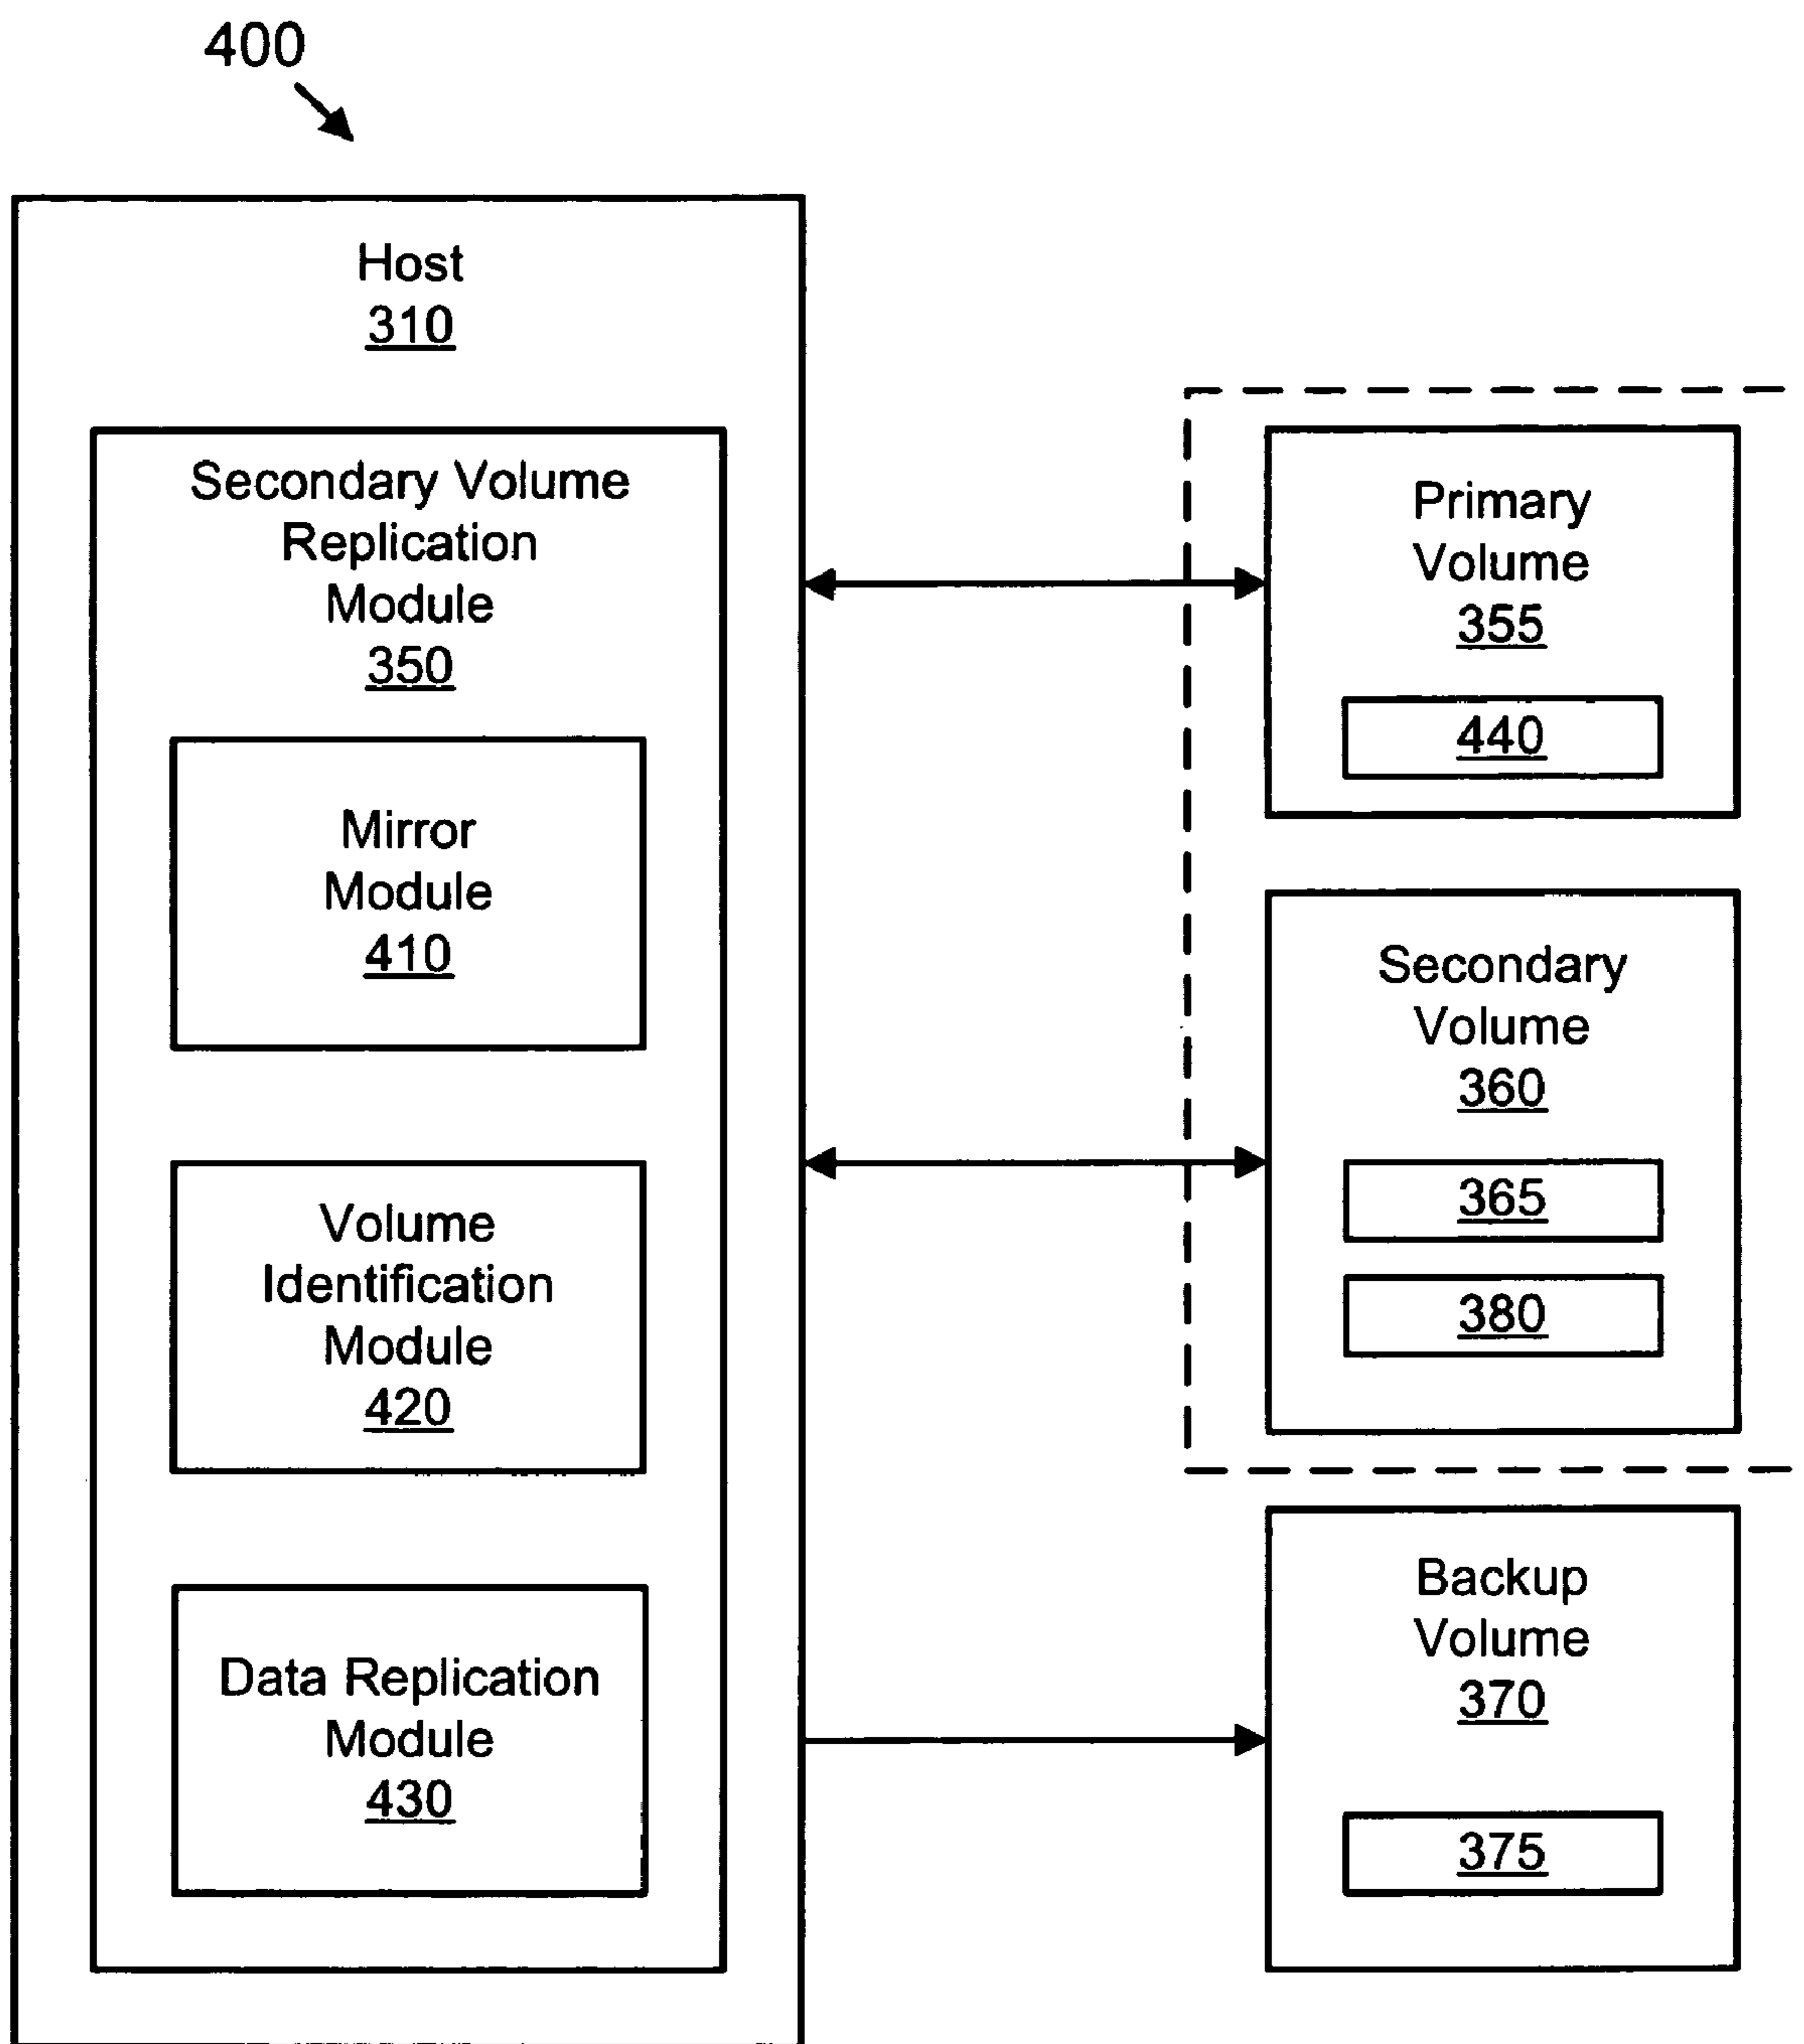 400
Host
310
Secondary Volume
Replication
Module
350
Mirror
Module
410
Volume
Identification
Module
420
Data Replication
Module
430
Primary
Volume
355
440
Secondary
Volume
360
365
380
Backup
Volume
370
375